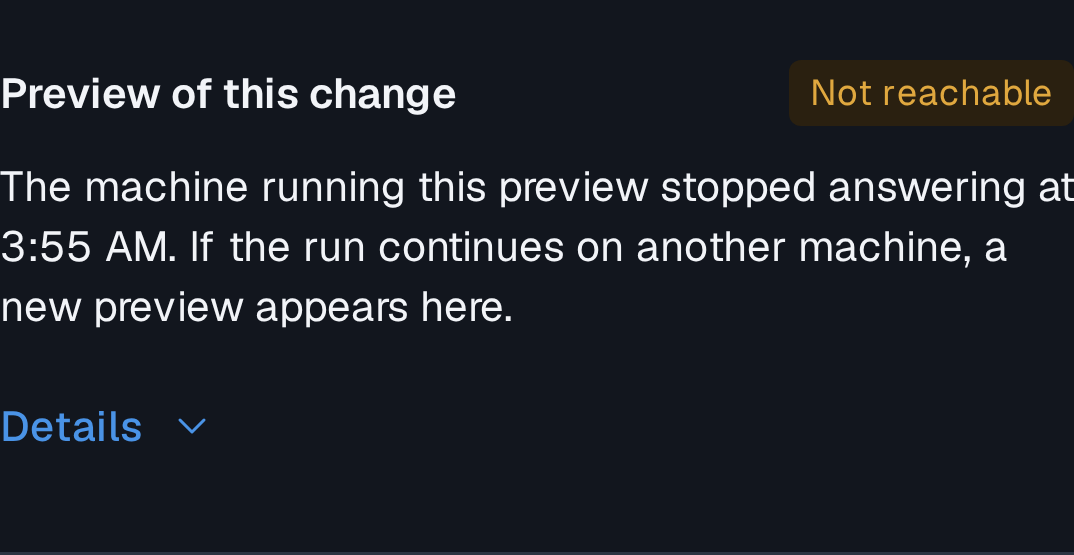 Preview of this change
Not reachable
The machine running this preview stopped answering at
3:55 AM. If the run continues on another machine, a
new preview appears here.
Details